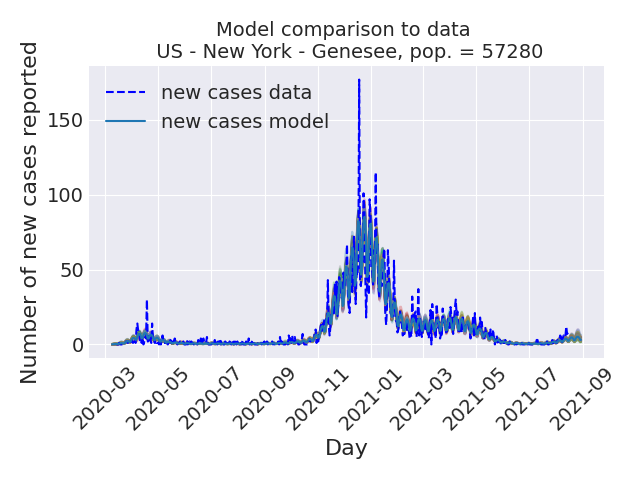 Model comparison to data
US - New York - Genesee, pop. = 57280
Number of new cases reported
new cases data
new cases model
150
100
50
0
2020-03
2020-05
2020-07
2020-09
2020-11
2021-01
2021-03
2021-05
2021-07
2021-09
Day